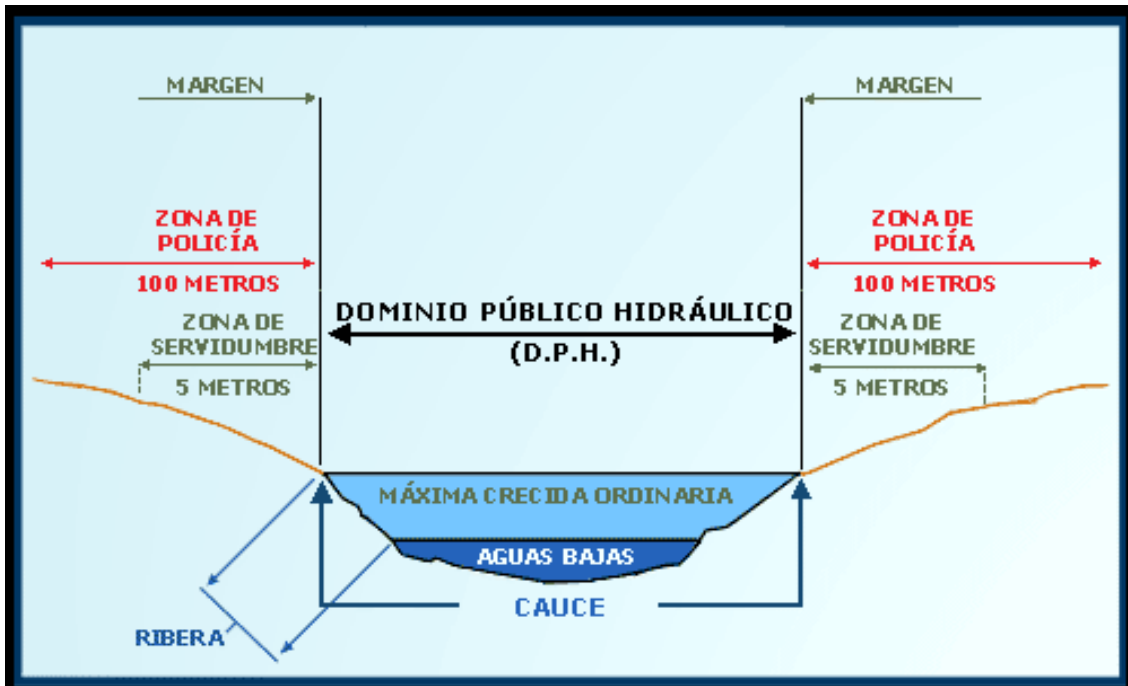 MARGEN
MARGEN
ZONA DE
POLICÍA
100 METROS
ZONA DE
POLICÍA
100 METROS
DOMINIO PÚBLICO HIDRÁULICO
(D.P.H.)
ZONA DE
SERVIDUMBRE
5 METROS
ZONA DE
SERVIDUMBRE
5 METROS
MÁXIMA CRECIDA ORDINARIA
AGUAS BAJAS
CAUCE
RIBERA